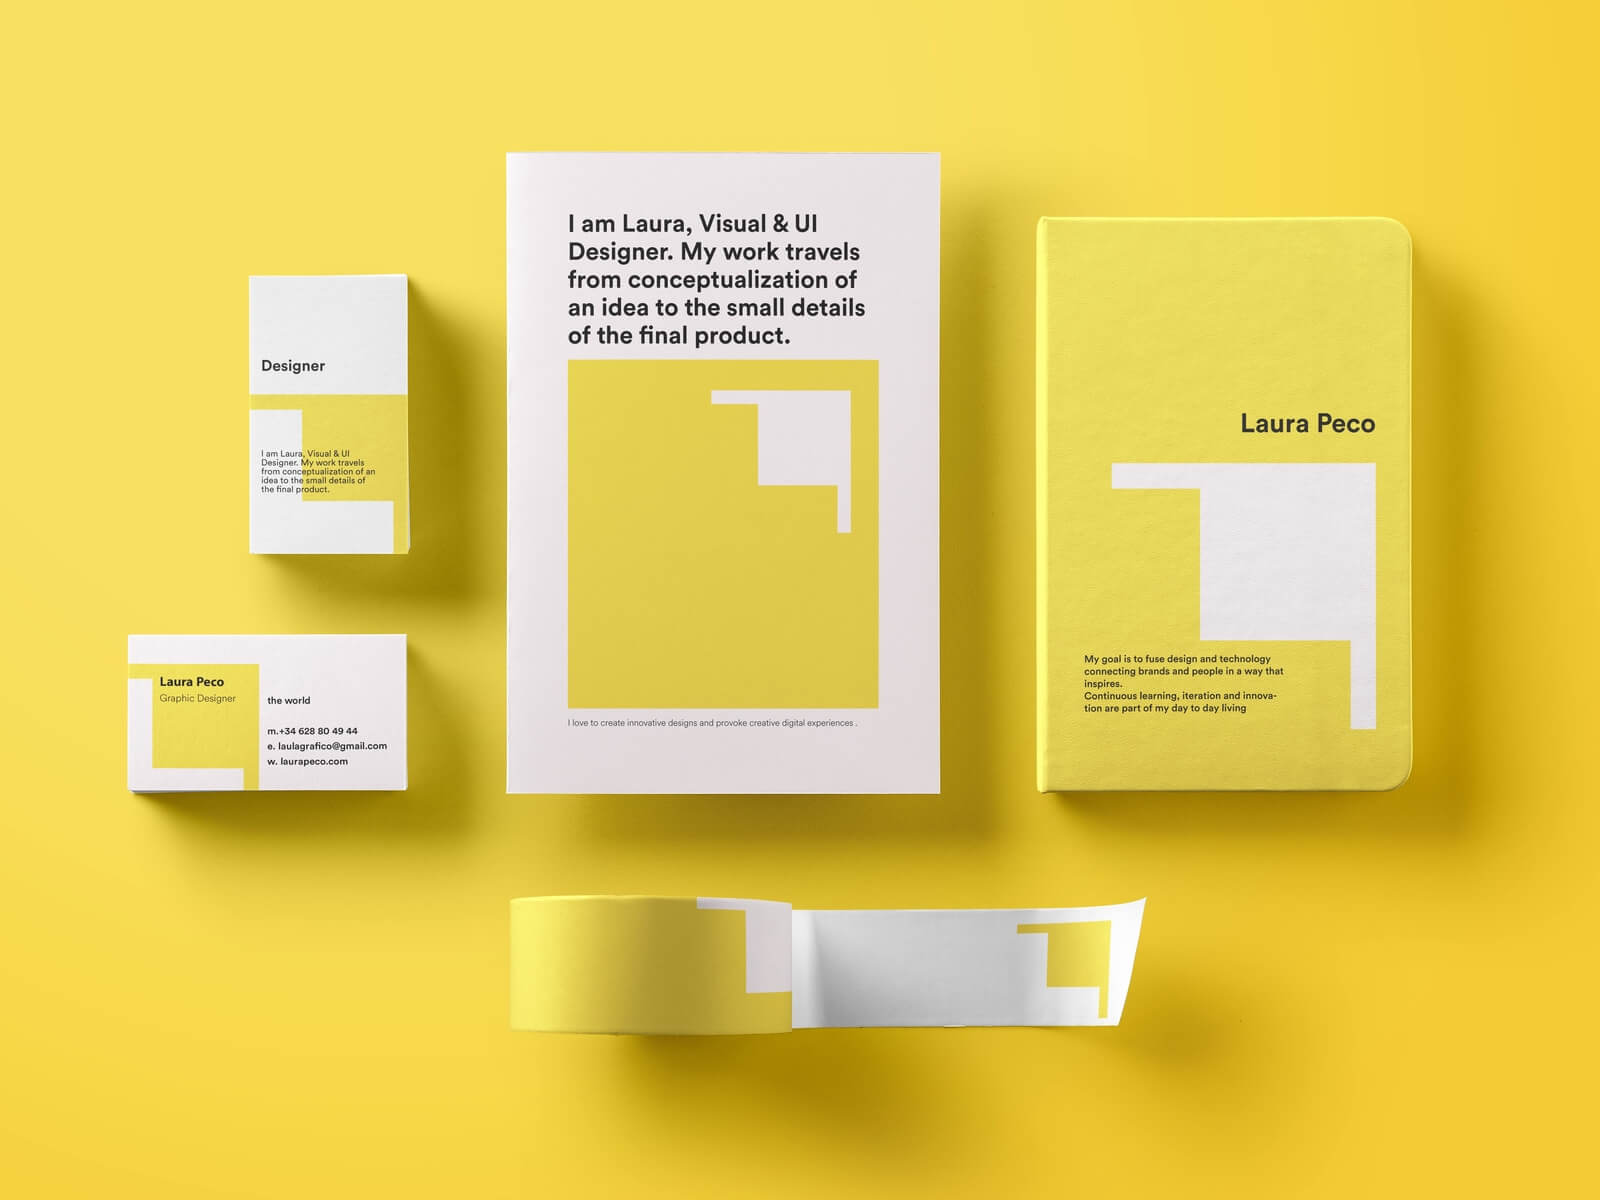 Designer
I am Laura, Visual & UI
Designer. My work travels
from conceptualization of an
idea to the small details of
the final product.
Laura Peco
Graphic Designer
the world
m.+34 628 80 49 44
e. laulagrafico@gmail.com
w. laurapeco.com
I am Laura, Visual & UI
Designer. My work travels
from conceptualization of
an idea to the small details
of the final product.
I love to create innovative designs and provoke creative digital experiences .
Laura Peco
My goal is to fuse design and technology
connecting brands and people in a way that
inspires.
Continuous learning, iteration and innova-
tion are part of my day to day living